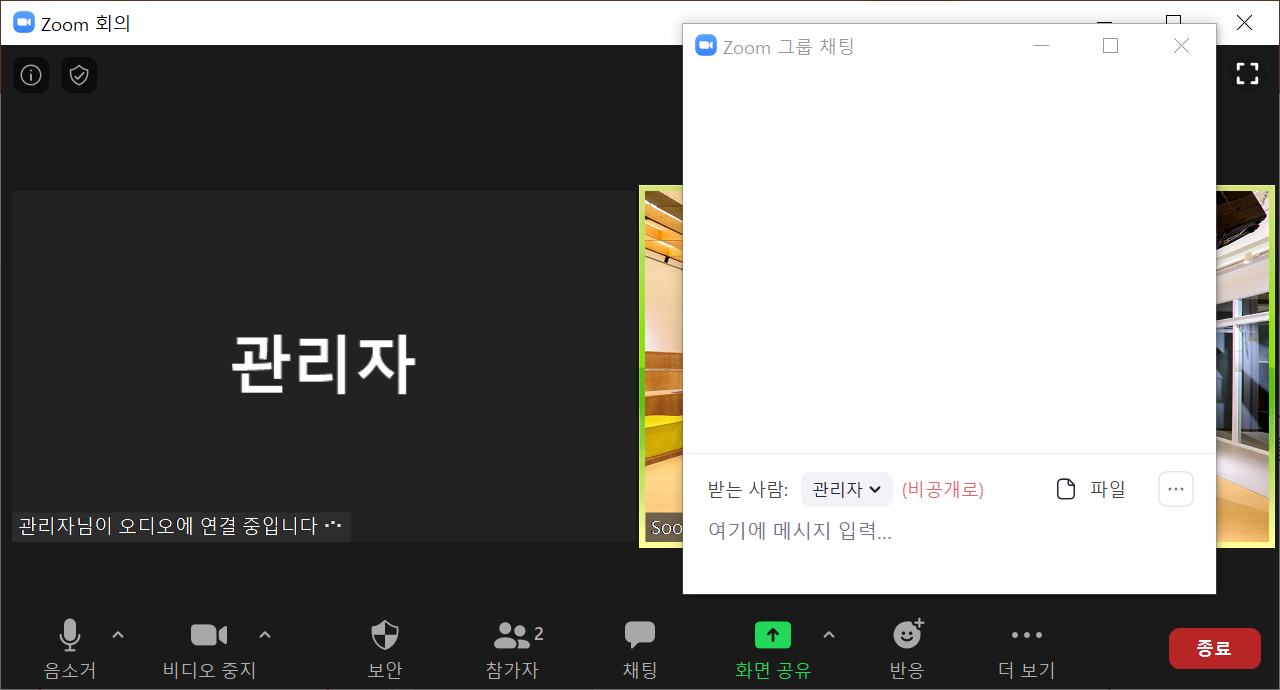 Zoom 회의
Zoom 그룹 채팅
관리자
관리자님이 오디오에 연결 중입니다
Soo
받는 사람: 관리자 (비공개로) 파일
여기에 메시지 입력...
음소거 비디오 중지 보안 참가자 2 채팅 화면 공유 반응 더 보기 종료